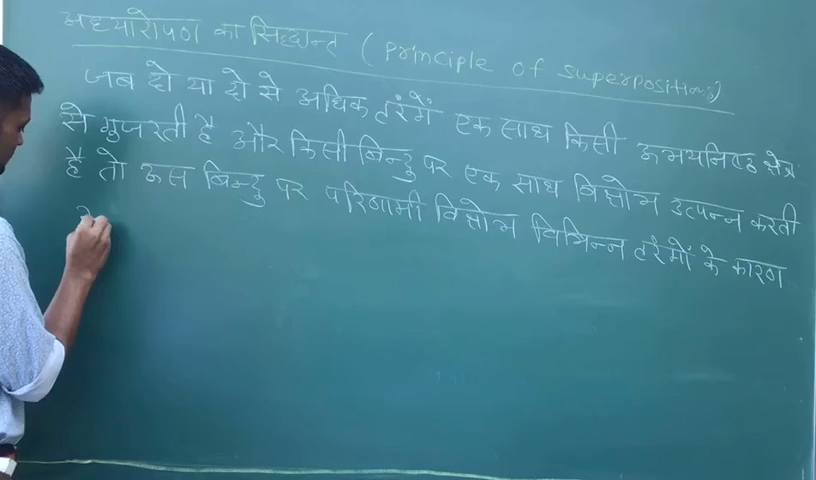 अध्यारोपण का सिद्धान्त ( Principle of superpositions)
जब दो या दो से अधिक तरंगें एक साथ किसी उभयनिष्ठ क्षेत्र
से गुजरती है और किसी बिन्दु पर एक साथ विक्षोभ उत्पन्न करती
है तो उस बिन्दु पर परिणामी विक्षोभ विभिन्न तरंगों के कारण